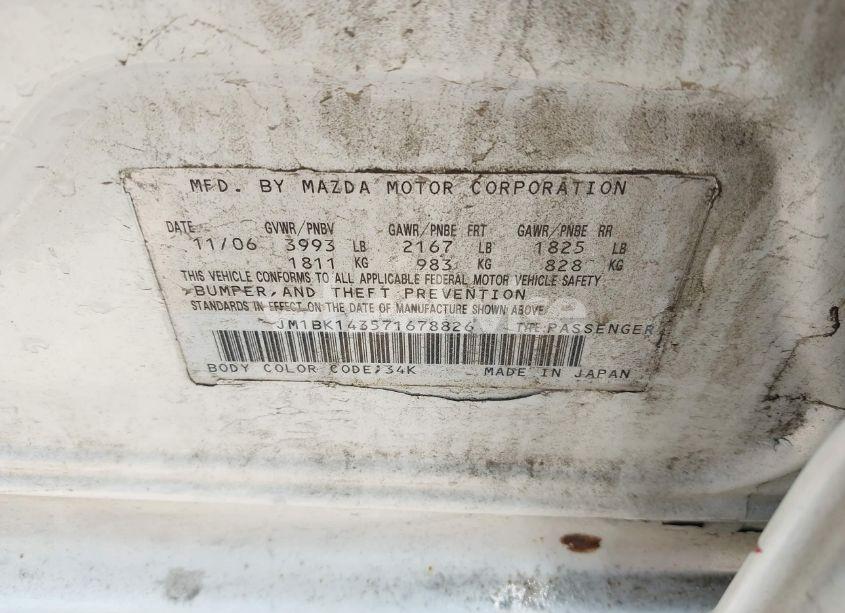 MFD. BY MAZDA MOTOR CORPORATION
DATE GVWR/PNBV GAWR/PNBE FRT GAWR/PNBE RR
11/06 3993 LB 2167 LB 1825 LB
1811 KG 983 KG 828 KG
THIS VEHICLE CONFORMS TO ALL APPLICABLE FEDERAL MOTOR VEHICLE SAFETY
BUMPER, AND THEFT PREVENTION
STANDARDS IN EFFECT ON THE DATE OF MANUFACTURE SHOWN ABOVE.
JM1BK143571678826 TYPE: PASSENGER
BODY COLOR CODE: 34K MADE IN JAPAN